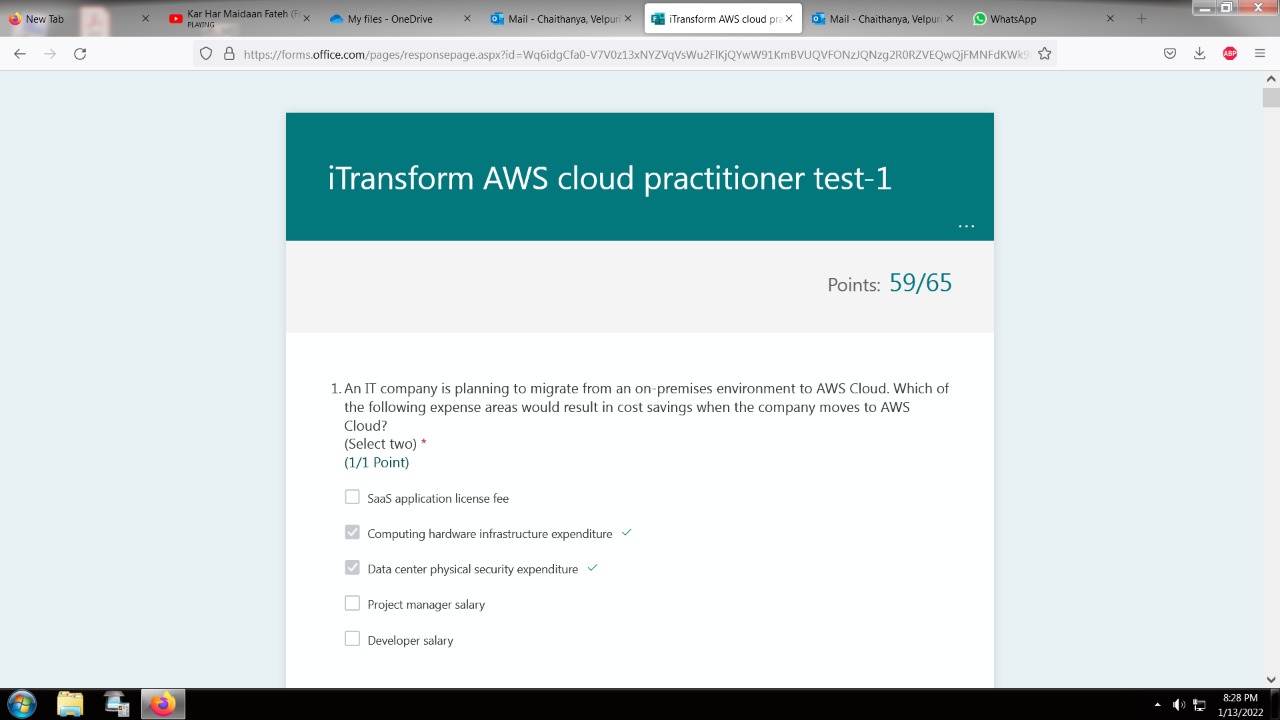 New Tab
Kar Har Maidaan Fateh (F
PLAYING
My files - OneDrive
Mail - Chaithanya, Velpur
iTransform AWS cloud pra
Mail - Chaithanya, Velpur
WhatsApp
https://forms.office.com/pages/responsepage.aspx?id=
ABP
iTransform AWS cloud practitioner test-1
...
Points: 59/65
1. An IT company is planning to migrate from an on-premises environment to AWS Cloud. Which of
the following expense areas would result in cost savings when the company moves to AWS
Cloud?
(Select two) *
(1/1 Point)
SaaS application license fee
Computing hardware infrastructure expenditure
Data center physical security expenditure
Project manager salary
Developer salary
8:28 PM
1/13/2022